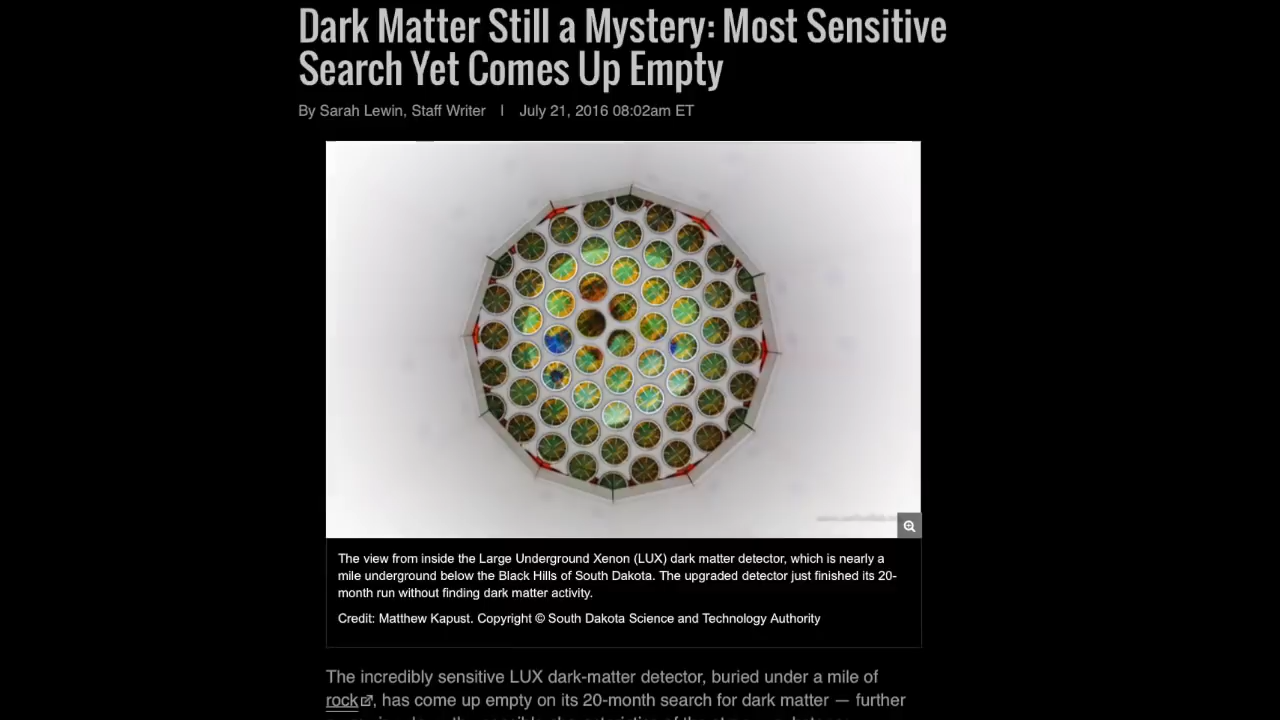 Dark Matter Still a Mystery: Most Sensitive
Search Yet Comes Up Empty
By Sarah Lewin, Staff Writer | July 21, 2016 08:02am ET
The view from inside the Large Underground Xenon (LUX) dark matter detector, which is nearly a
mile underground below the Black Hills of South Dakota. The upgraded detector just finished its 20-
month run without finding dark matter activity.
Credit: Matthew Kapust. Copyright © South Dakota Science and Technology Authority
The incredibly sensitive LUX dark-matter detector, buried under a mile of
rock, has come up empty on its 20-month search for dark matter — further